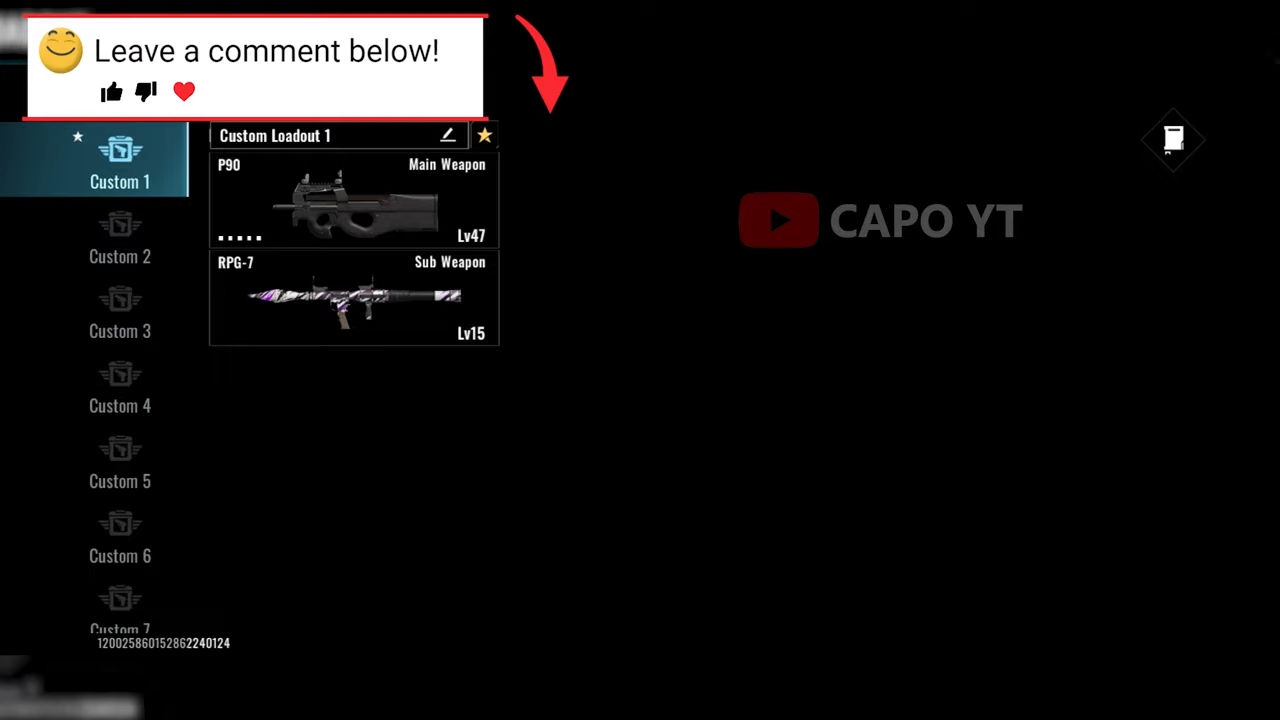 Leave a comment below!
Custom Loadout 1
P90 Main Weapon
Lv47
RPG-7 Sub Weapon
Lv15
Custom 1
Custom 2
Custom 3
Custom 4
Custom 5
Custom 6
Custom 7
120025860152862240124
CAPO YT